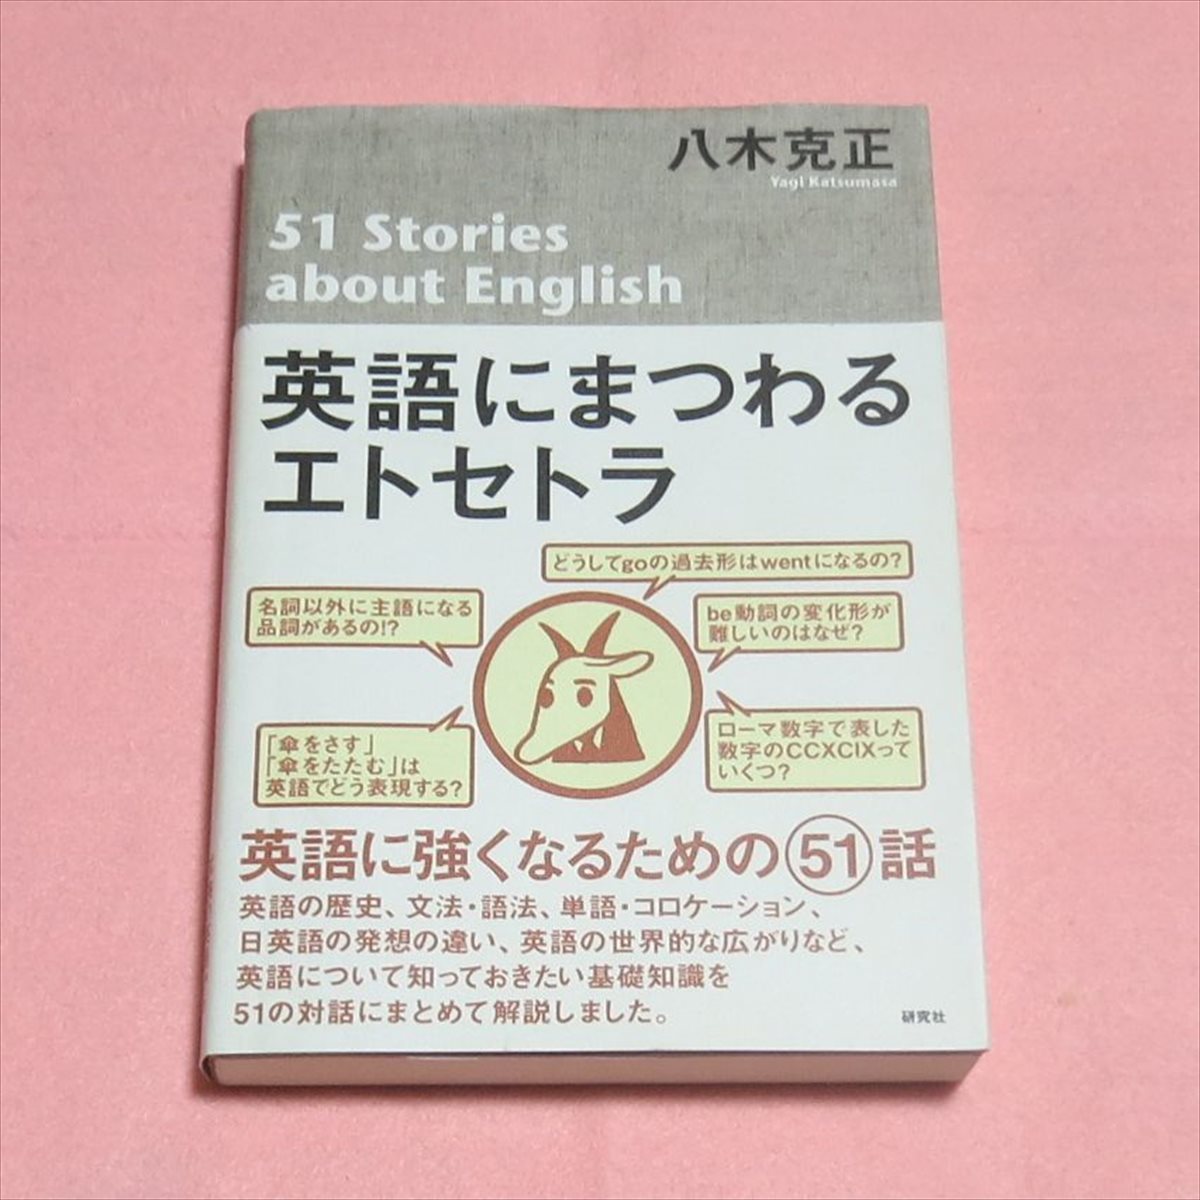 八木克正
Yagi Katsumasa
51 Stories
about English
英語にまつわる
エトセトラ
どうしてgoの過去形はwentになるの?
名詞以外に主語になる
品詞があるの!?
be動詞の変化形が
難しいのはなぜ?
「傘をさす」
「傘をたたむ」は
英語でどう表現する?
ローマ数字で表した
数字のCCXCIXって
いくつ?
英語に強くなるための51話
英語の歴史、文法・語法、単語・コロケーション、
日英語の発想の違い、英語の世界的な広がりなど、
英語について知っておきたい基礎知識を
51の対話にまとめて解説しました。
研究社